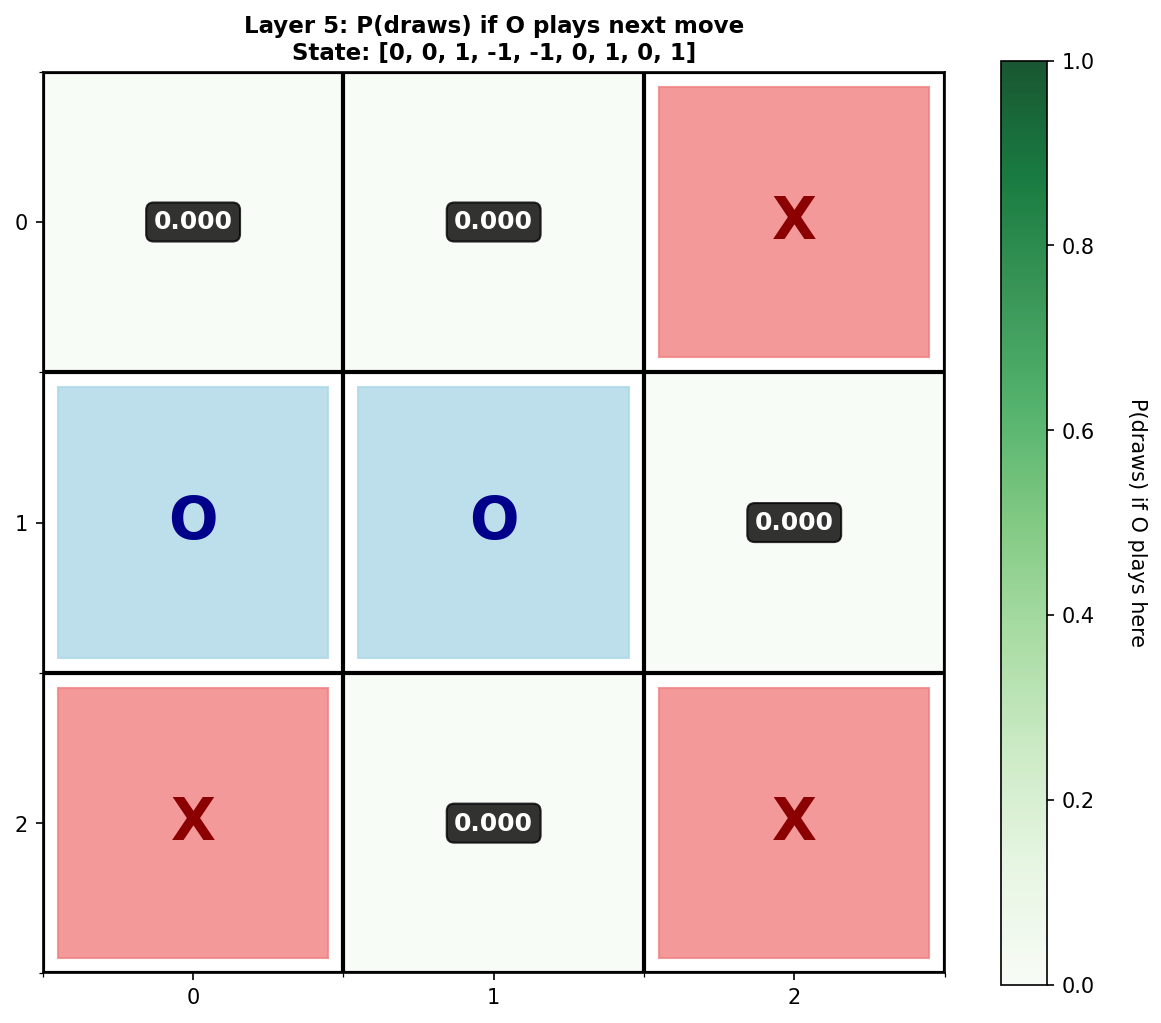 Layer 5: P(draws) if O plays next move
State: [0, 0, 1, -1, -1, 0, 1, 0, 1]
1.0
0.8
0.6
0.4
0.2
0.0
P(draws) if O plays here
0
0.000
0.000
X
1
O
O
0.000
2
X
0.000
X
0
1
2